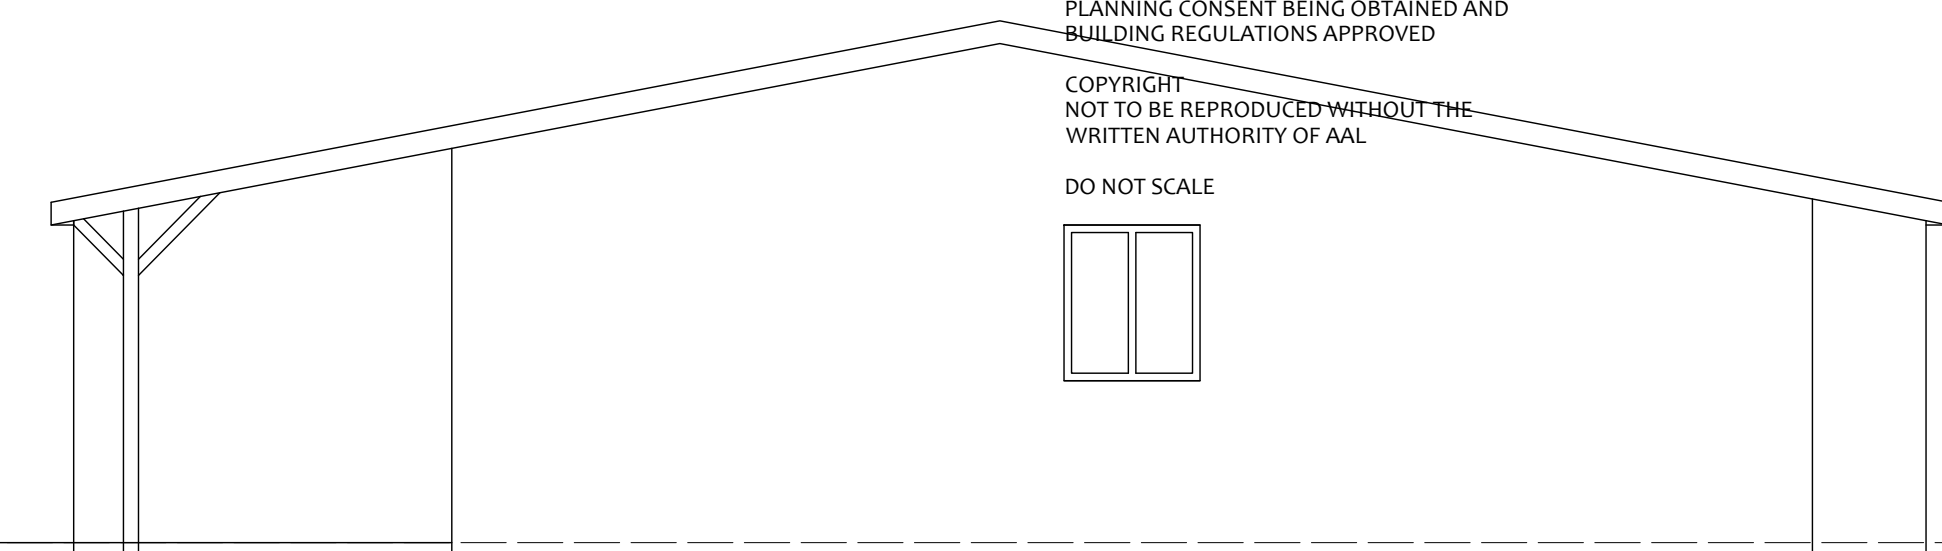 PLANNING CONSENT BEING OBTAINED AND
BUILDING REGULATIONS APPROVED
COPYRIGHT
NOT TO BE REPRODUCED WITHOUT THE
WRITTEN AUTHORITY OF AAL
DO NOT SCALE